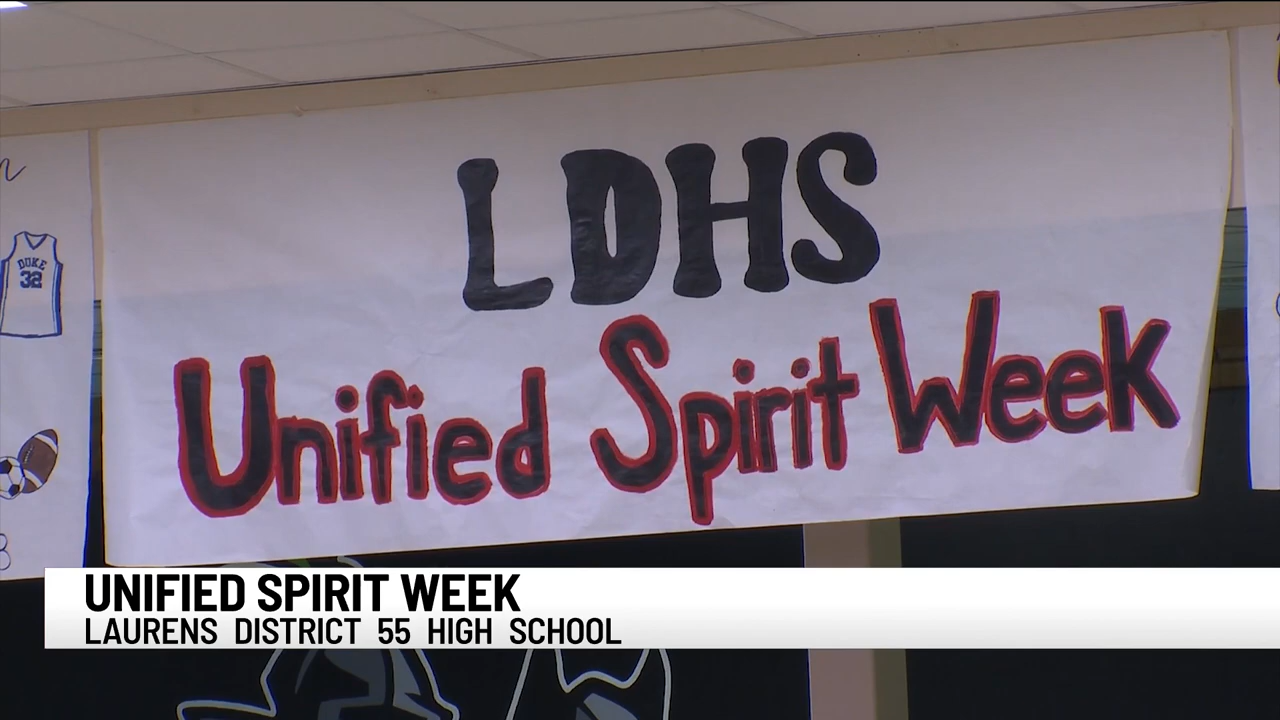 LDHS
Unified Spirit Week
DUKE
32
UNIFIED SPIRIT WEEK
LAURENS DISTRICT 55 HIGH SCHOOL